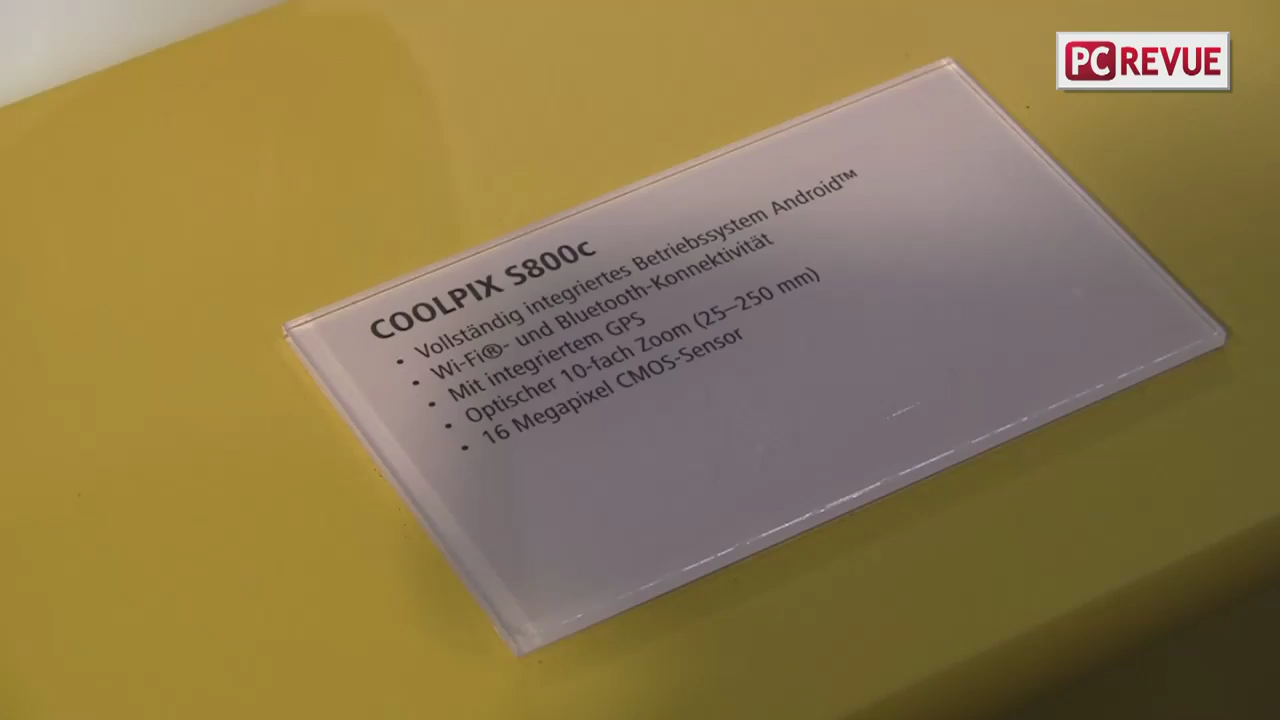 PC REVUE
COOLPIX S800c
• Vollständig integriertes Betriebssystem Android™
• Wi-Fi®- und Bluetooth-Konnektivität
• Mit integriertem GPS
• Optischer 10-fach Zoom (25–250 mm)
• 16 Megapixel CMOS-Sensor